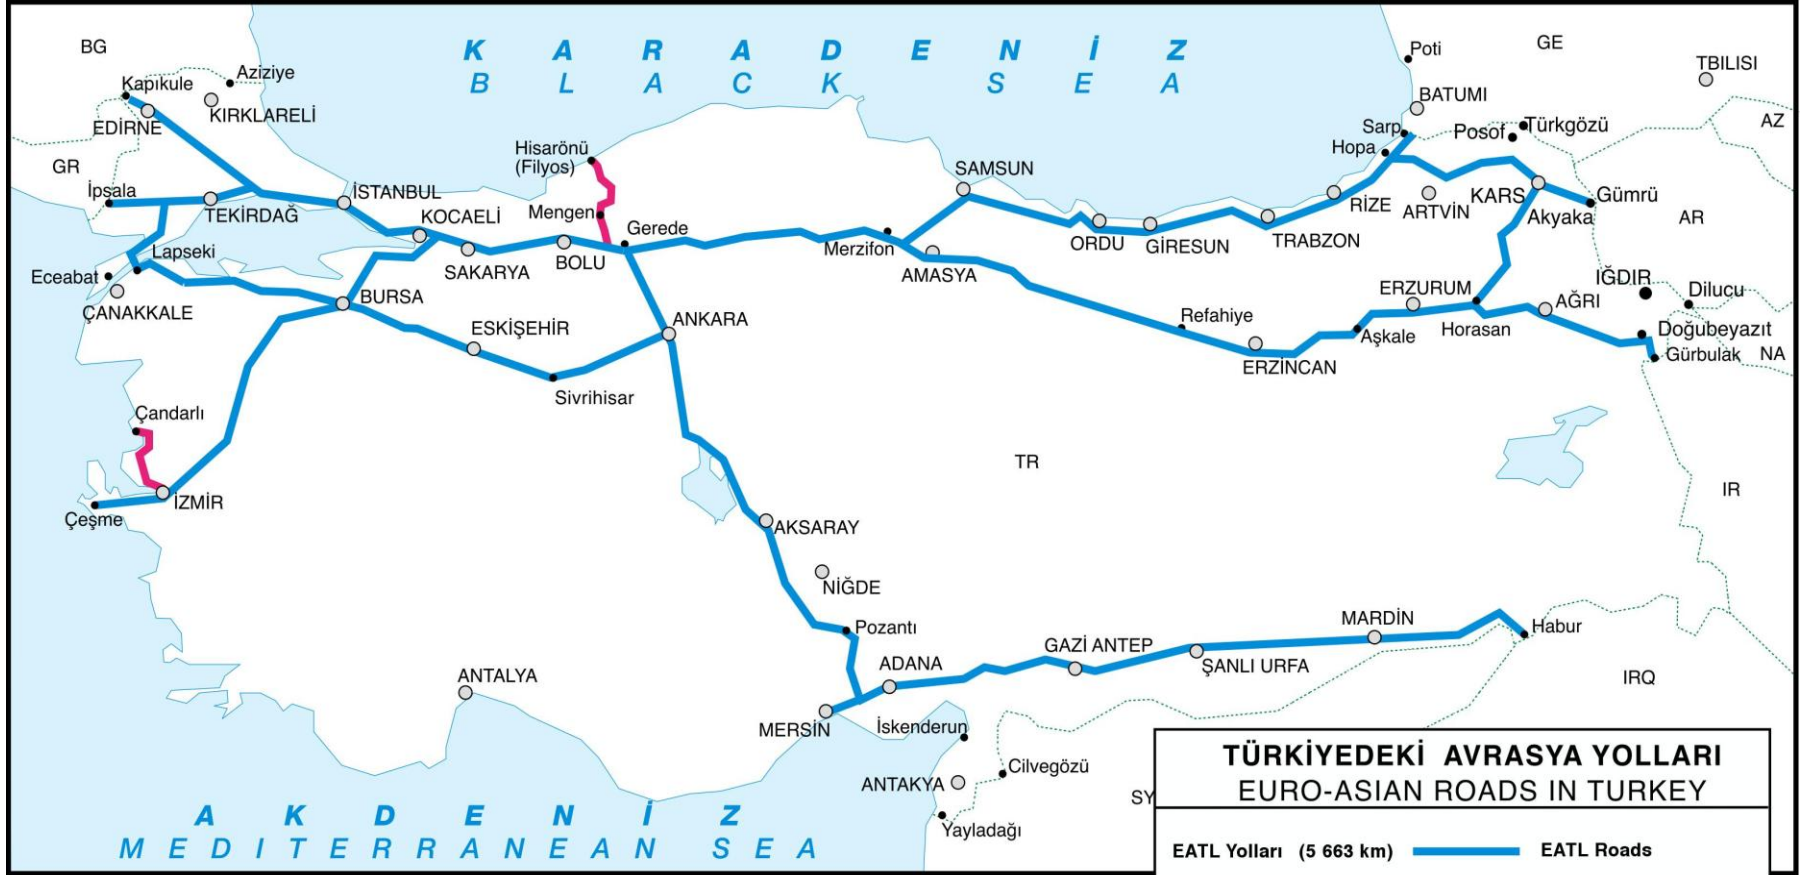 K A R A D E N İ Z
B L A C K S E A
BG
Aziziye
Kapıkule
KIRKLARELİ
EDİRNE
GR
İpsala
TEKİRDAĞ
İSTANBUL
KOCAELİ
SAKARYA
Hisarönü
(Filyos)
Mengen
BOLU
Gerede
Lapseki
Eceabat
ÇANAKKALE
BURSA
ESKİŞEHİR
ANKARA
Sivrihisar
Çandarlı
İZMİR
Çeşme
SAMSUN
Merzifon
AMASYA
ORDU
GİRESUN
TRABZON
RİZE
Hopa
Sarp
Poti
BATUMI
GE
TBILISI
Posof
Türkgözü
AZ
ARTVİN
KARS
Akyaka
Gümrü
AR
IĞDIR
Dilucu
Doğubeyazıt
Gürbulak
NA
AĞRI
ERZURUM
Horasan
Aşkale
Refahiye
ERZİNCAN
TR
IR
AKSARAY
NİĞDE
Pozantı
ADANA
MERSİN
İskenderun
GAZİ ANTEP
ŞANLI URFA
MARDİN
Habur
IRQ
ANTALYA
ANTAKYA
Cilvegözü
Yayladağı
SY
A K D E N İ Z
M E D I T E R R A N E A N S E A
TÜRKİYEDEKİ AVRASYA YOLLARI
EURO-ASIAN ROADS IN TURKEY
EATL Yolları (5 663 km) EATL Roads